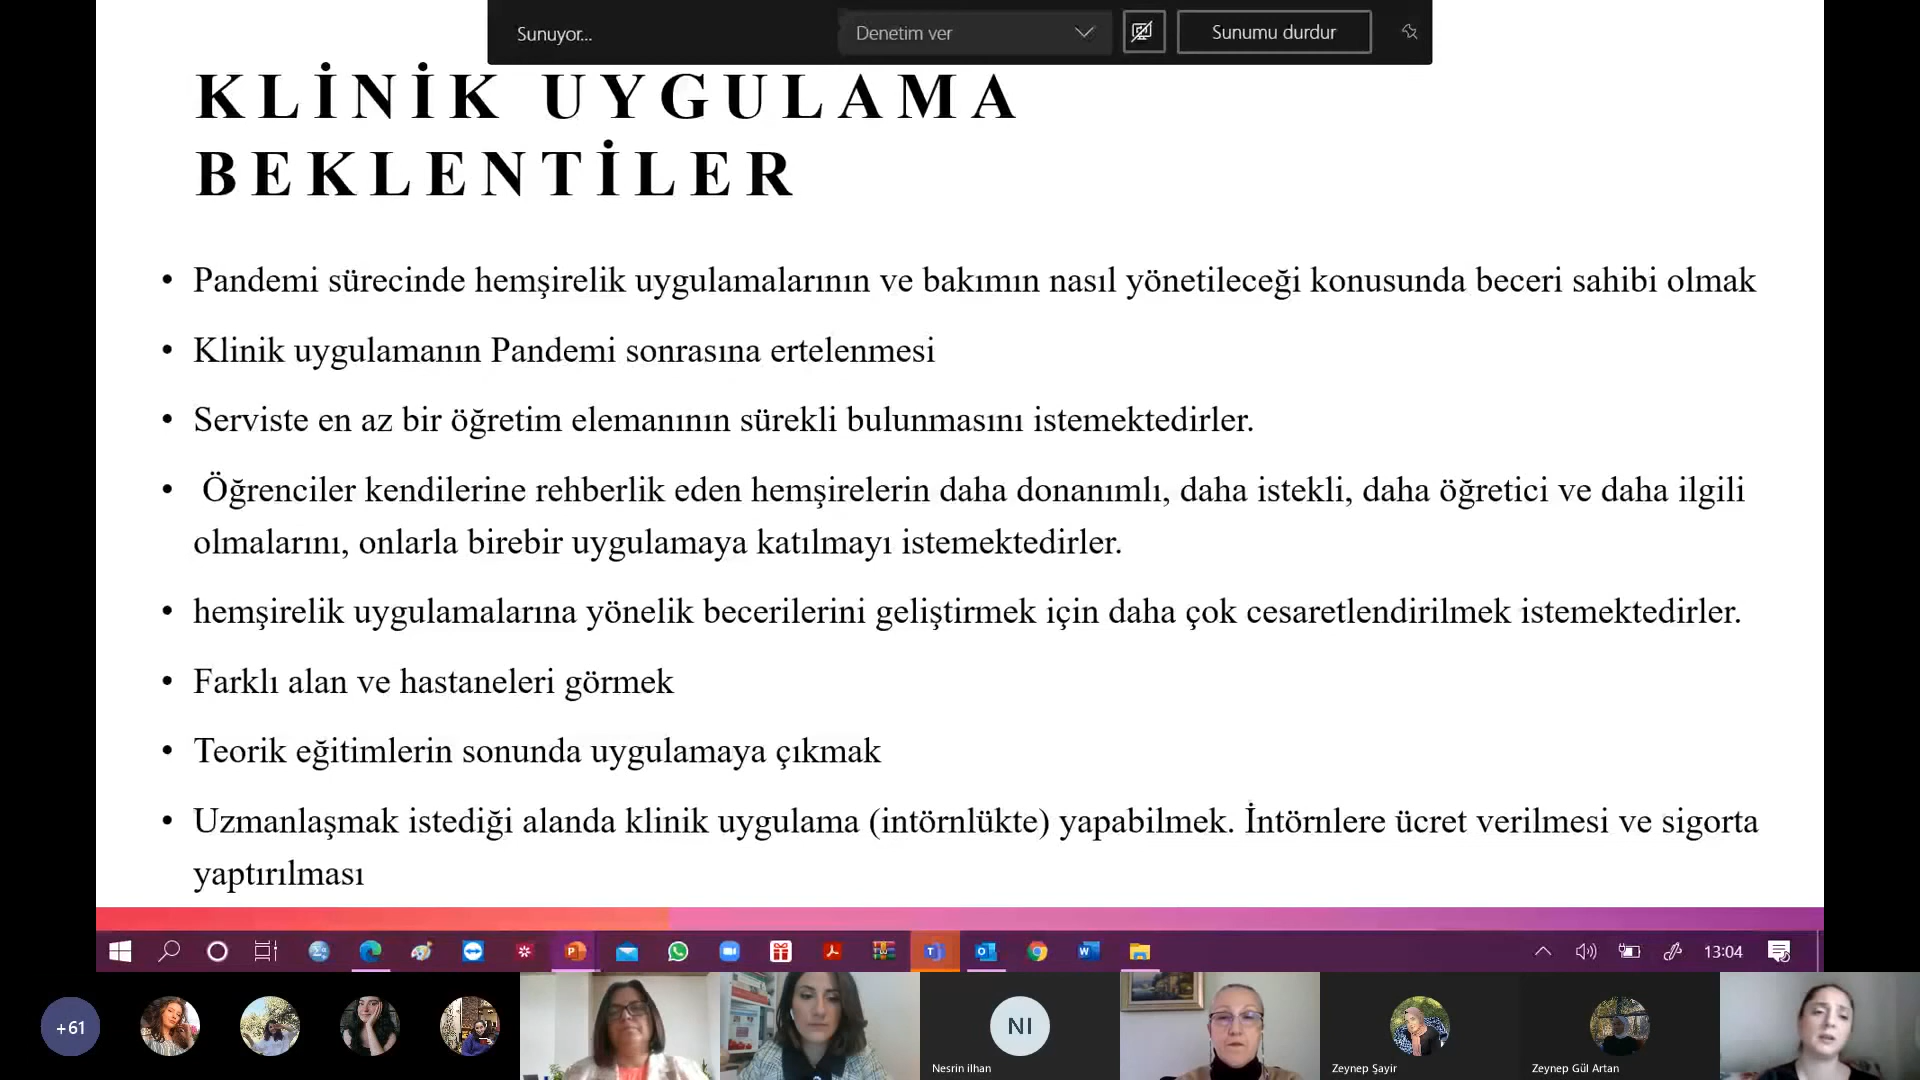 Sunuyor...
Denetim ver
Sunumu durdur
KLİNİK UYGULAMA
BEKLENTİLER
• Pandemi sürecinde hemşirelik uygulamalarının ve bakımın nasıl yönetileceği konusunda beceri sahibi olmak
• Klinik uygulamanın Pandemi sonrasına ertelenmesi
• Serviste en az bir öğretim elemanının sürekli bulunmasını istemektedirler.
• Öğrenciler kendilerine rehberlik eden hemşirelerin daha donanımlı, daha istekli, daha öğretici ve daha ilgili
olmalarını, onlarla birebir uygulamaya katılmayı istemektedirler.
• hemşirelik uygulamalarına yönelik becerilerini geliştirmek için daha çok cesaretlendirilmek istemektedirler.
• Farklı alan ve hastaneleri görmek
• Teorik eğitimlerin sonunda uygulamaya çıkmak
• Uzmanlaşmak istediği alanda klinik uygulama (intörnlükte) yapabilmek. İntörnlere ücret verilmesi ve sigorta
yaptırılması
13:04
+61
NI
Nesrin ilhan
Zeynep Şayir
Zeynep Gül Artan